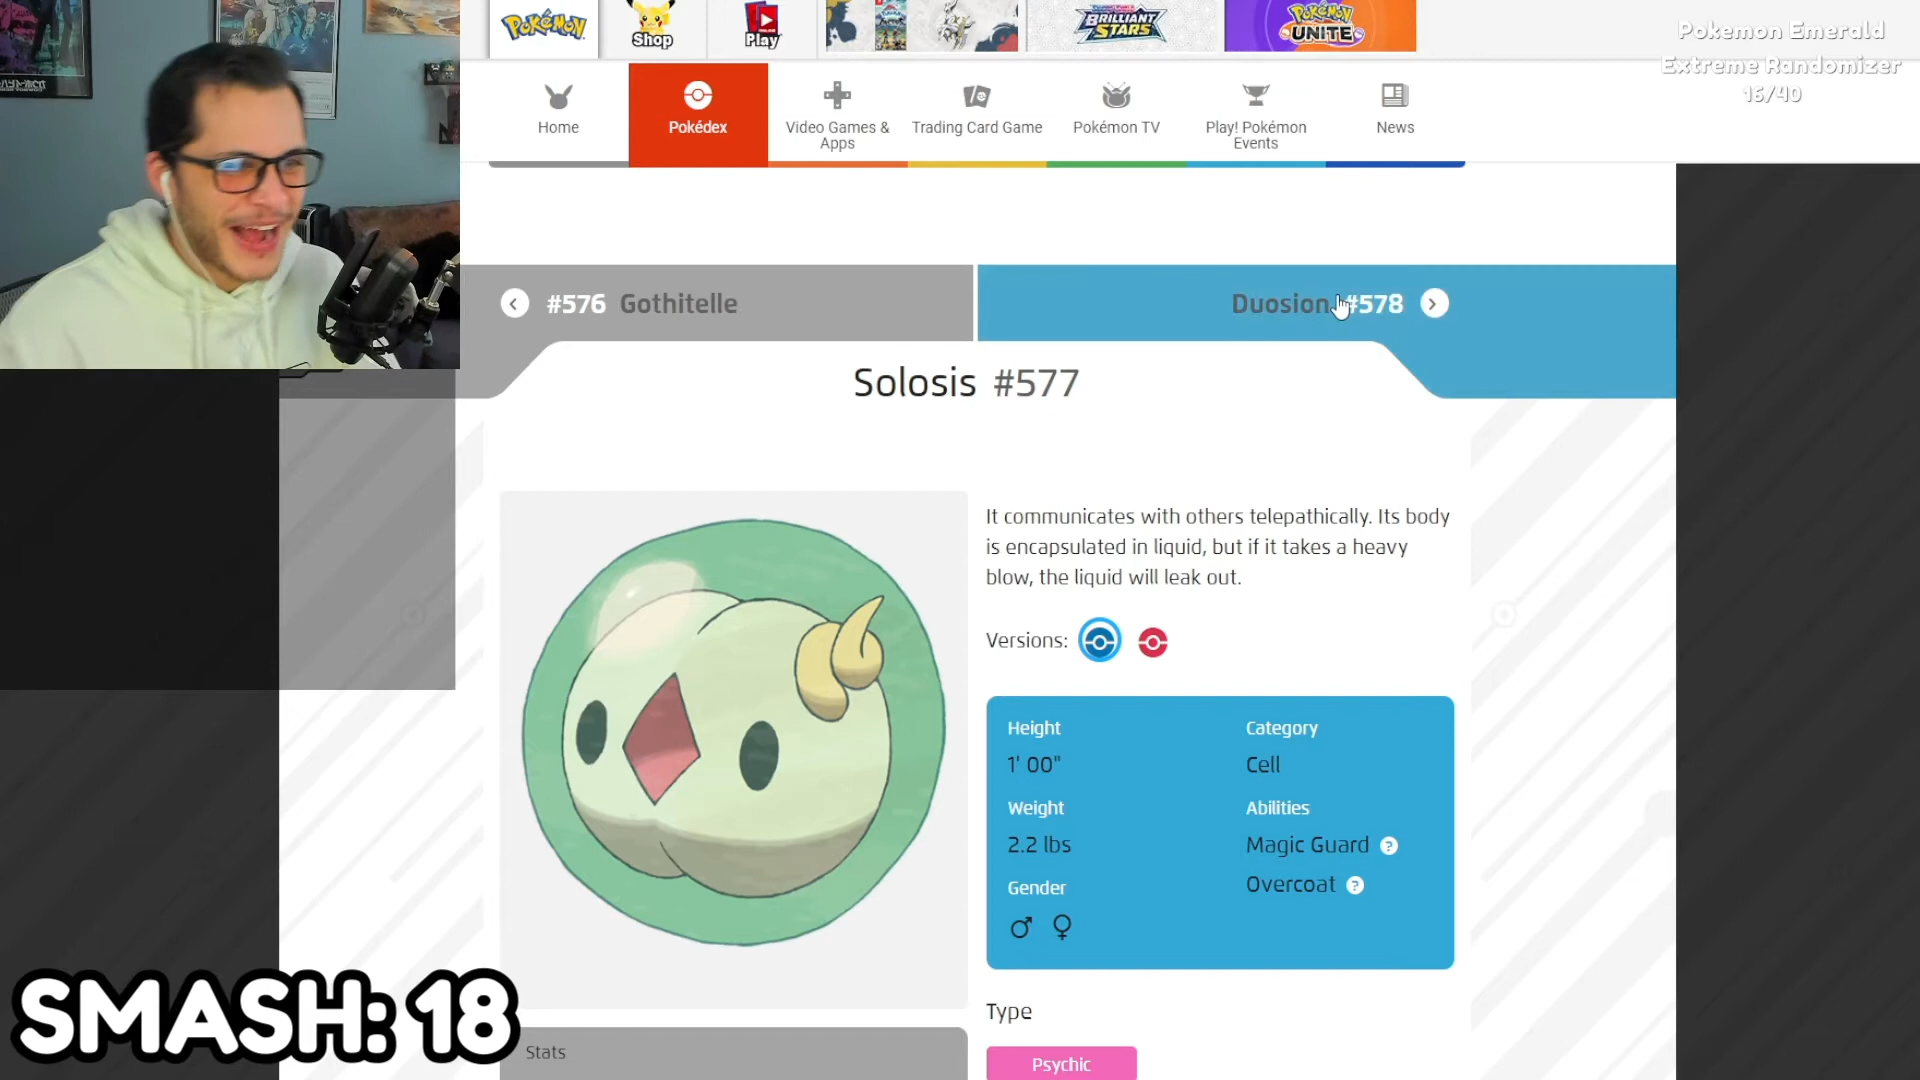 Pokémon
Shop
Play!
BRILLIANT
STARS
Pokémon
UNITE
Pokemon Emerald
Extreme Randomizer
16/40
Home
Pokédex
Video Games &
Apps
Trading Card Game
Pokémon TV
Play! Pokémon
Events
News
#576 Gothitelle
Duosion #578
Solosis #577
It communicates with others telepathically. Its body
is encapsulated in liquid, but if it takes a heavy
blow, the liquid will leak out.
Versions:
Height
1' 00"
Category
Cell
Weight
2.2 lbs
Abilities
Magic Guard ?
Overcoat ?
Gender
Type
Psychic
Stats
SMASH: 18